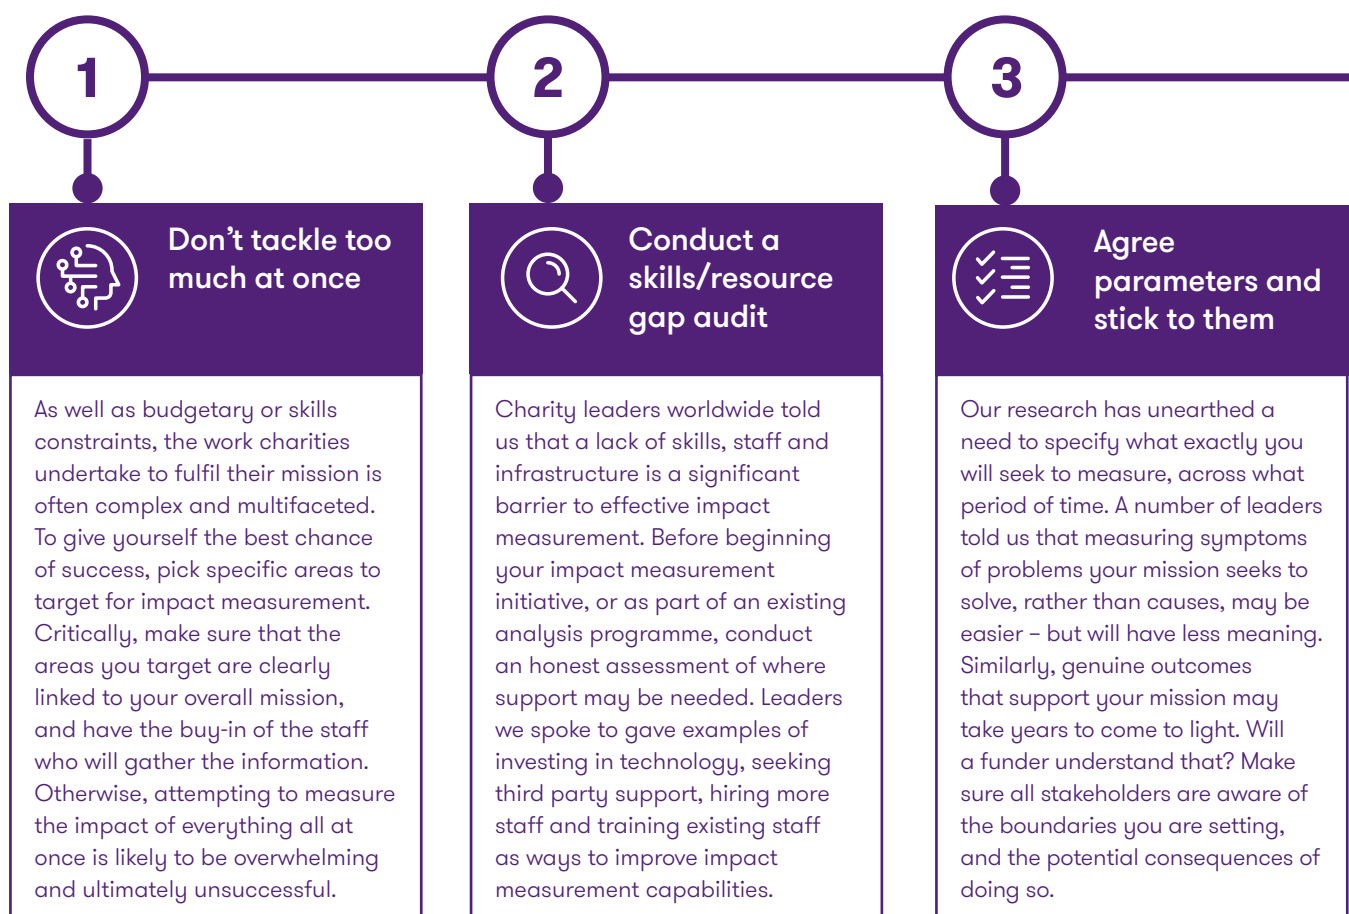 1
2
3
Don't tackle too
much at once
As well as budgetary or skills
constraints, the work charities
undertake to fulfil their mission is
often complex and multifaceted.
To give yourself the best chance
of success, pick specific areas to
target for impact measurement.
Critically, make sure that the
areas you target are clearly
linked to your overall mission,
and have the buy-in of the staff
who will gather the information.
Otherwise, attempting to measure
the impact of everything all at
once is likely to be overwhelming
and ultimately unsuccessful.
Conduct a
skills/resource
gap audit
Charity leaders worldwide told
us that a lack of skills, staff and
infrastructure is a significant
barrier to effective impact
measurement. Before beginning
your impact measurement
initiative, or as part of an existing
analysis programme, conduct
an honest assessment of where
support may be needed. Leaders
we spoke to gave examples of
investing in technology, seeking
third party support, hiring more
staff and training existing staff
as ways to improve impact
measurement capabilities.
Agree
parameters and
stick to them
Our research has unearthed a
need to specify what exactly you
will seek to measure, across what
period of time. A number of leaders
told us that measuring symptoms
of problems your mission seeks to
solve, rather than causes, may be
easier – but will have less meaning.
Similarly, genuine outcomes
that support your mission may
take years to come to light. Will
a funder understand that? Make
sure all stakeholders are aware of
the boundaries you are setting,
and the potential consequences of
doing so.